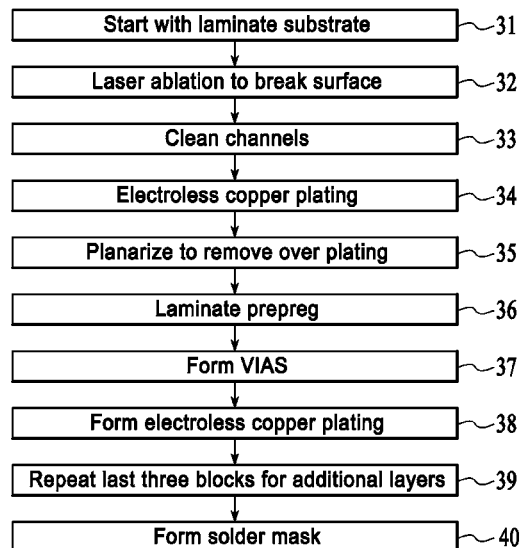 Start with laminate substrate 31
Laser ablation to break surface 32
Clean channels 33
Electroless copper plating 34
Planarize to remove over plating 35
Laminate prepreg 36
Form VIAS 37
Form electroless copper plating 38
Repeat last three blocks for additional layers 39
Form solder mask 40